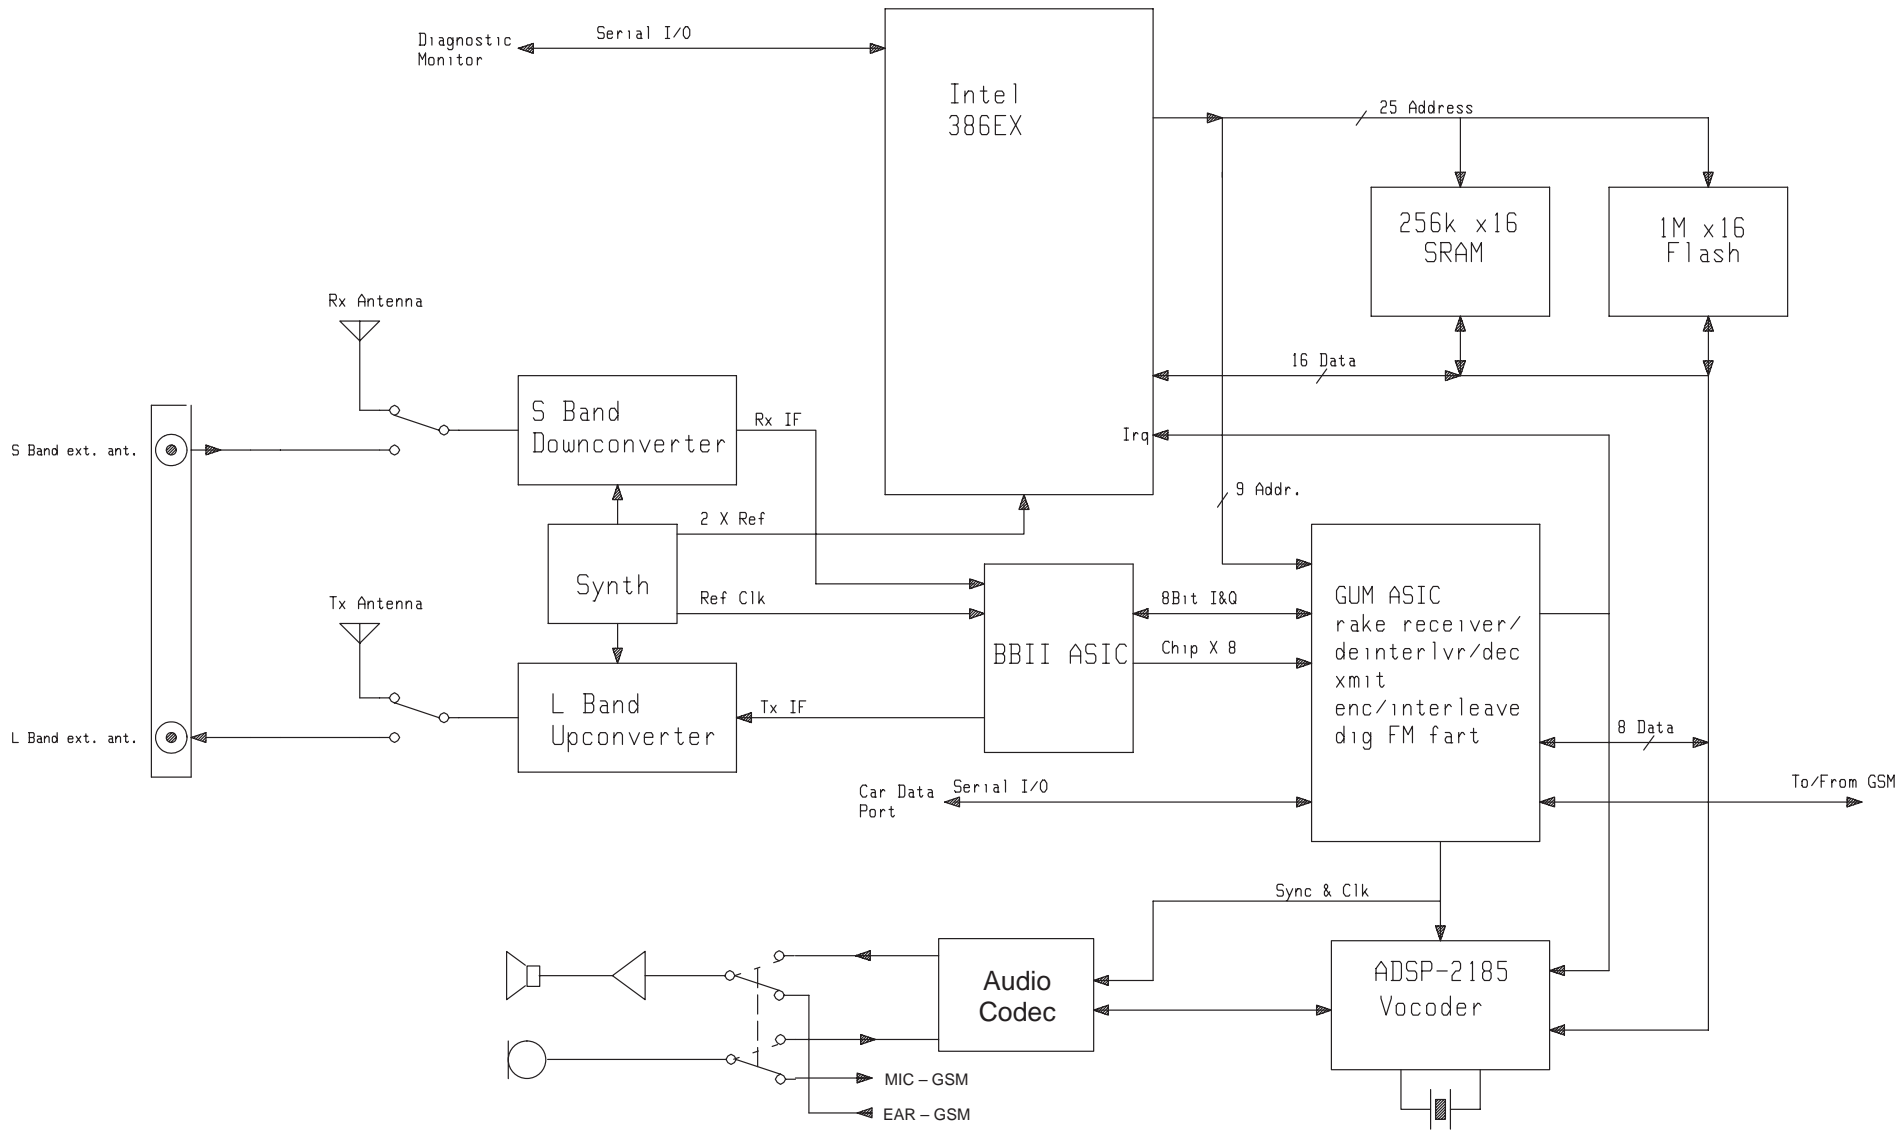 Serial I/O
Diagnostic
Monitor
Intel
386EX
25 Address
256k x16
SRAM
1M x16
Flash
Rx Antenna
16 Data
S Band
Downconverter
Rx IF
Irq
S Band ext. ant.
9 Addr.
2 X Ref
Synth
Ref Clk
8Bit I&Q
GUM ASIC
rake receiver/
deinterlvr/dec
xmit
enc/interleave
dig FM fart
Tx Antenna
BBII ASIC
Chip X 8
L Band
Upconverter
Tx IF
8 Data
L Band ext. ant.
Car Data
Port
Serial I/O
To/From GSM
Sync & Clk
Audio
Codec
ADSP-2185
Vocoder
MIC – GSM
EAR – GSM